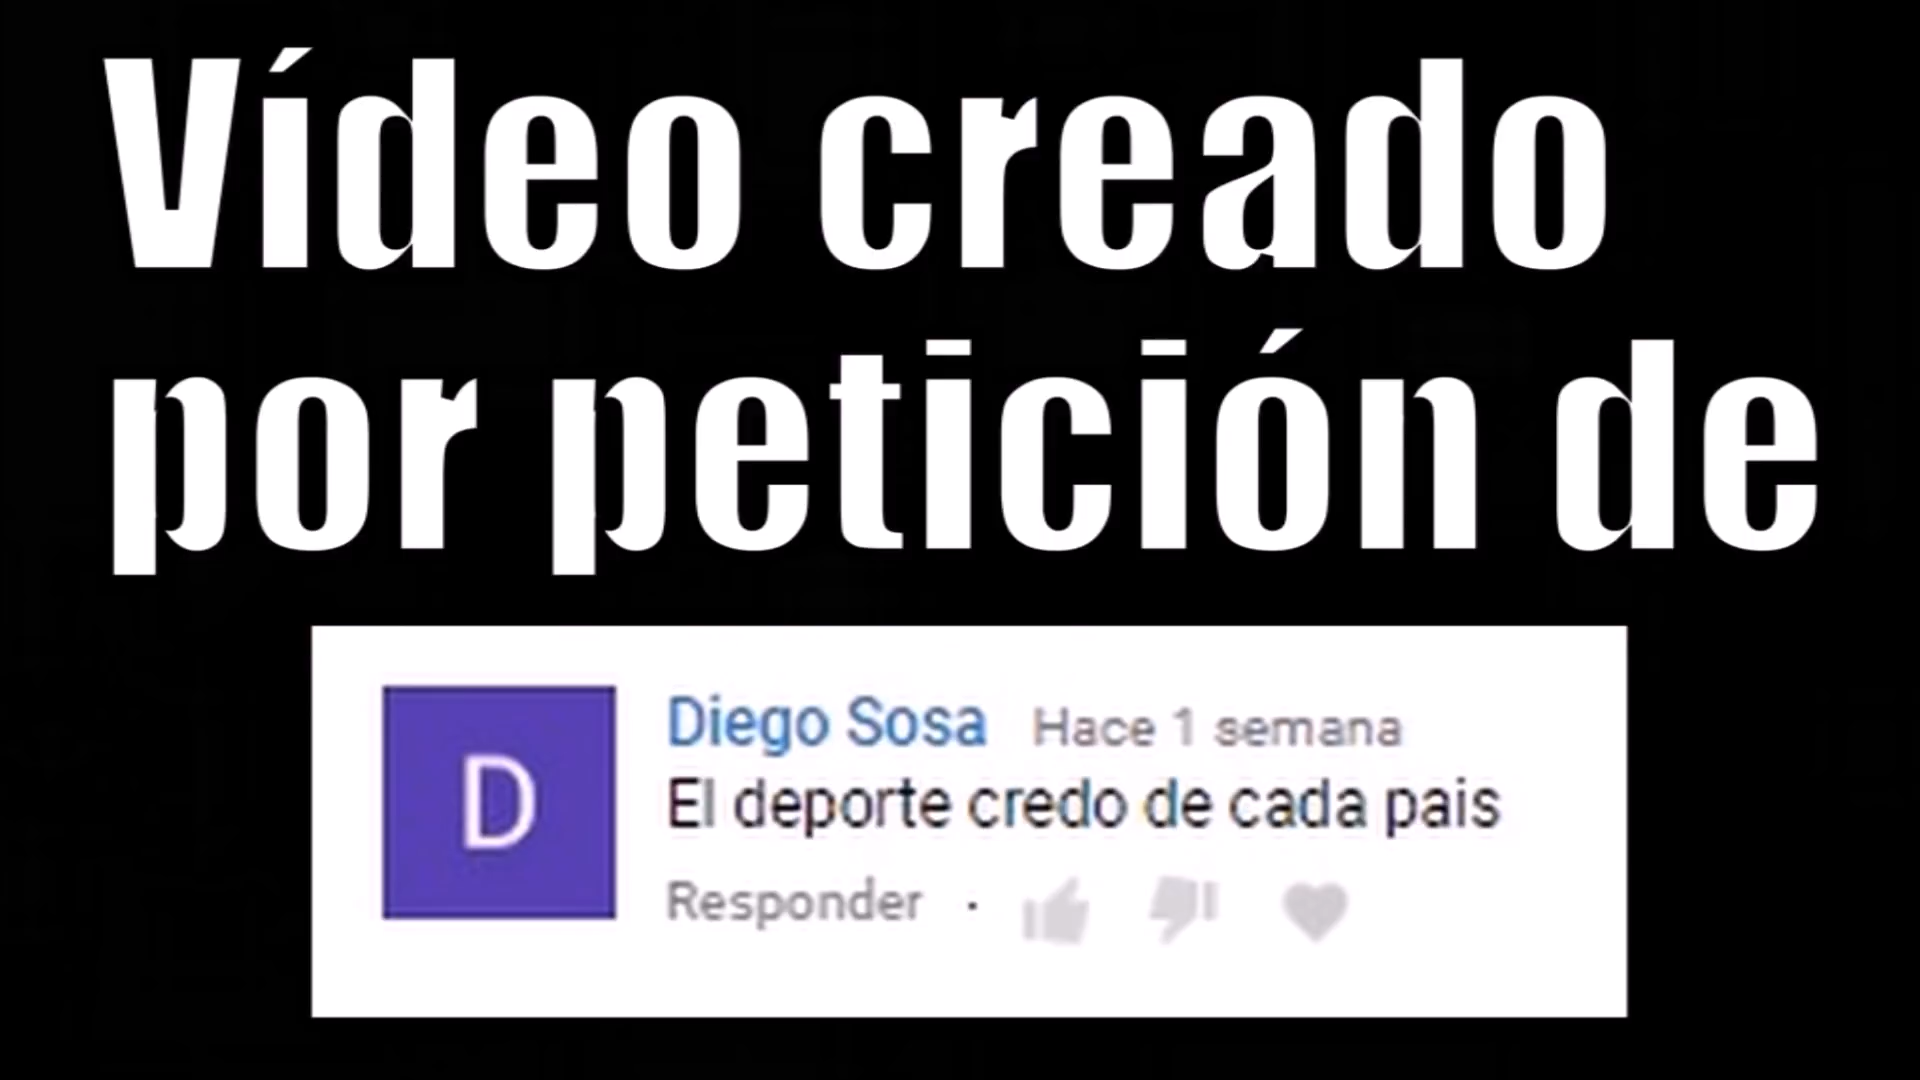 Vídeo creado
por petición de
D
Diego Sosa Hace 1 semana
El deporte credo de cada pais
Responder ·